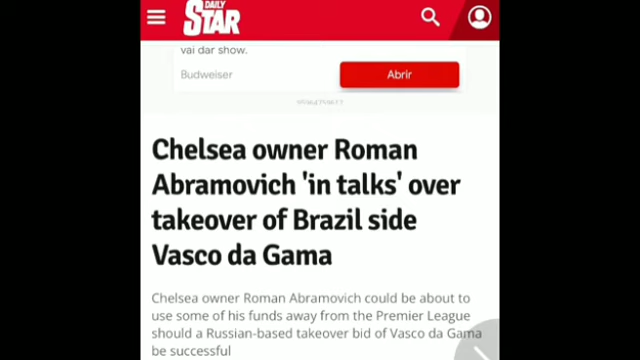 DAILY
STAR
vai dar show.
Budweiser
Abrir
Chelsea owner Roman
Abramovich 'in talks' over
takeover of Brazil side
Vasco da Gama
Chelsea owner Roman Abramovich could be about to
use some of his funds away from the Premier League
should a Russian-based takeover bid of Vasco da Gama
be successful